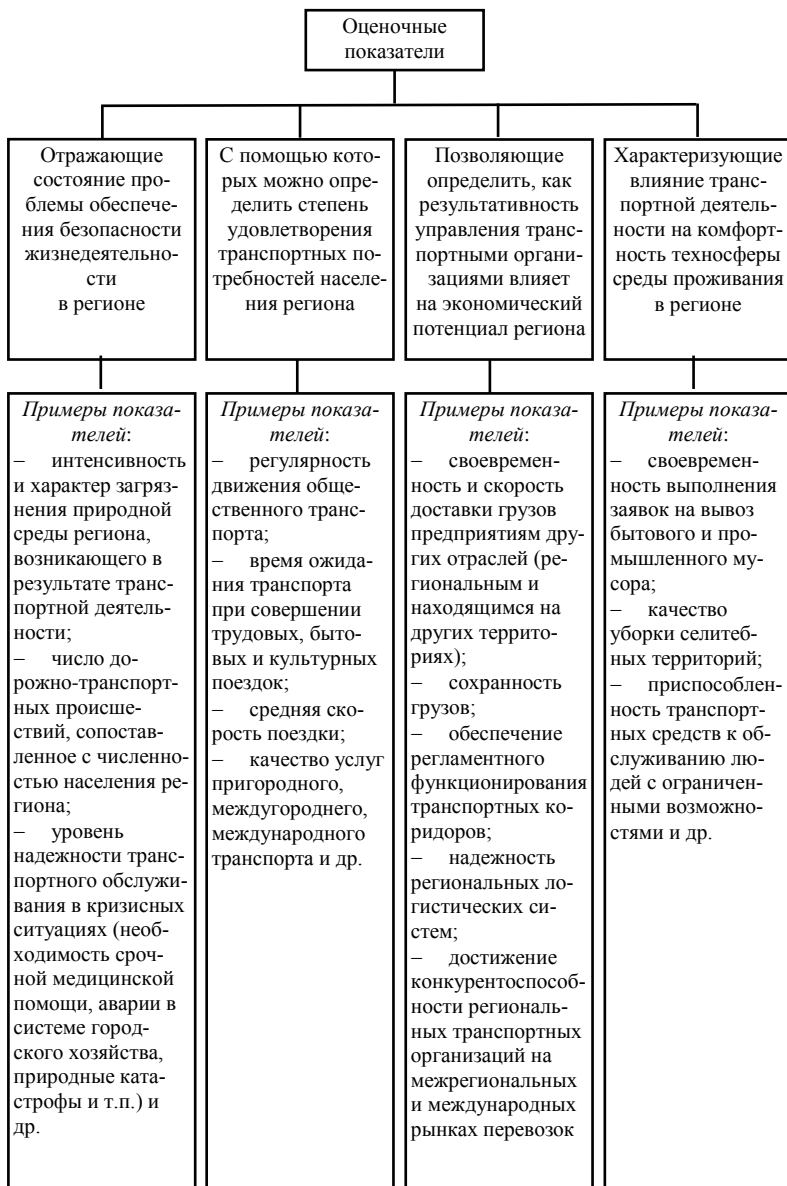 Оценочные
показатели
Отражающие
состояние про-
блемы обеспече-
ния безопасности
жизнедеятельно-
сти
в регионе
С помощью кото-
рых можно опре-
делить степень
удовлетворения
транспортных по-
требностей населе-
ния региона
Позволяющие
определить, как
результативность
управления транс-
портными органи-
зациями влияет
на экономический
потенциал региона
Характеризующие
влияние транс-
портной деятель-
ности на комфорт-
ность техносферы
среды проживания
в регионе
Примеры показа-
телей:
– интенсивность
и характер загряз-
нения природной
среды региона,
возникающего в
результате транс-
портной деятель-
ности;
– число до-
рожно-транспорт-
ных происше-
ствий, сопостав-
ленное с числен-
ностью населения ре-
гиона;
– уровень
надежности транс-
портного обслужи-
вания в кризисных
ситуациях (необ-
ходимость сроч-
ной медицинской
помощи, аварии в
системе город-
ского хозяйства,
природные ката-
строфы и т.п.) и
др.
Примеры показа-
телей:
– регулярность
движения обще-
ственного транс-
порта;
– время ожида-
ния транспорта
при совершении
трудовых, быто-
вых и культурных
поездок;
– средняя ско-
рость поездки;
– качество услуг
пригородного,
междугороднего,
международного
транспорта и др.
Примеры показа-
телей:
– своевремен-
ность и скорость
доставки грузов
предприятиям дру-
гих отраслей (ре-
гиональным и
находящимся на
других террито-
риях);
– сохранность
грузов;
– обеспечение
регламентного
функционирования
транспортных ко-
ридоров;
– надежность
региональных ло-
гистических си-
стем;
– достижение
конкурентоспособ-
ности региональ-
ных транспортных
организаций на
межрегиональных
и международных
рынках перевозок
Примеры показа-
телей:
– своевремен-
ность выполнения
заявок на вывоз
бытового и про-
мышленного му-
сора;
– качество
уборки селитеб-
ных территорий;
– приспособлен-
ность транспорт-
ных средств к об-
служиванию лю-
дей с ограничен-
ными возможно-
стями и др.